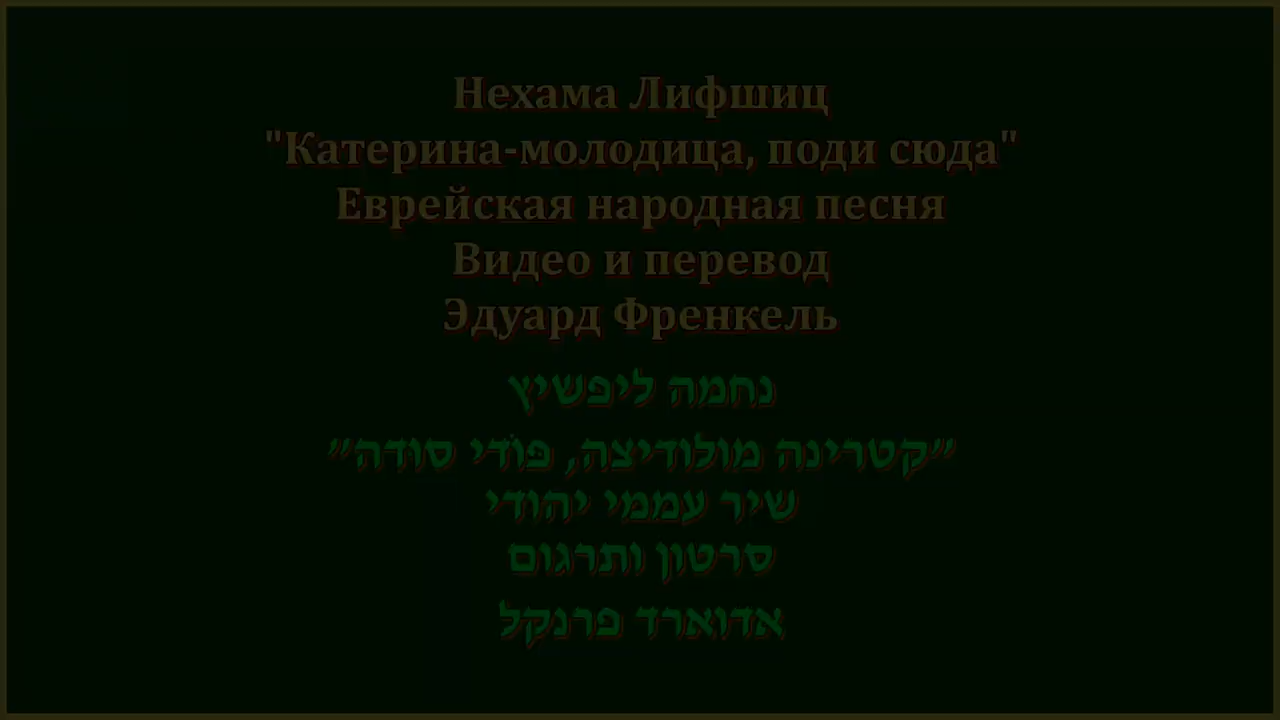 Нехама Лифшиц
"Катерина-молодица, поди сюда"
Еврейская народная песня
Видео и перевод
Эдуард Френкель
נחמה ליפשיץ
״קטרינה מולודיצה, פּוֹדי סודה״
שיר עממי יהודי
סרטון ותרגום
אדוארד פרנקל